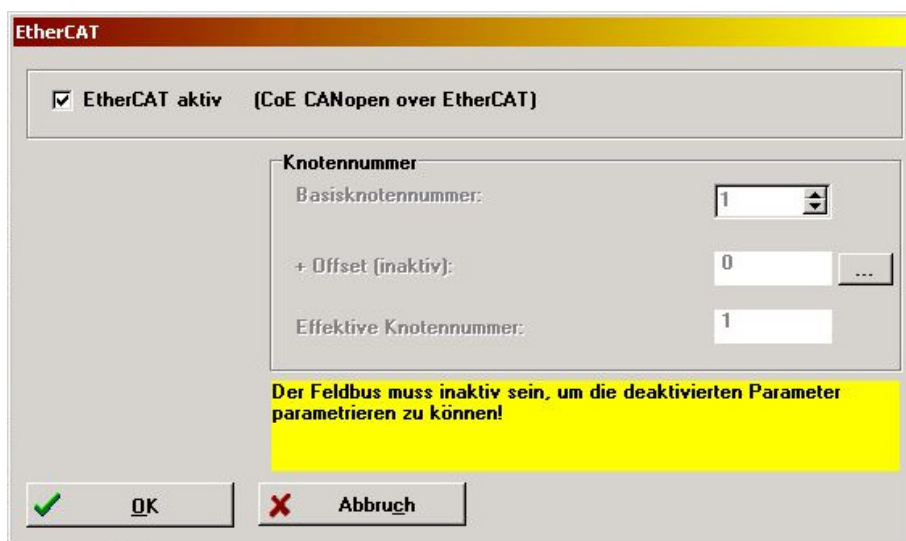 EtherCAT
EtherCAT aktiv (CoE CANopen over EtherCAT)
Knotennummer
Basisknotennummer: 1
+ Offset (inaktiv): 0 ...
Effektive Knotennummer: 1
Der Feldbus muss inaktiv sein, um die deaktivierten Parameter
parametrieren zu können!
OK Abbruch